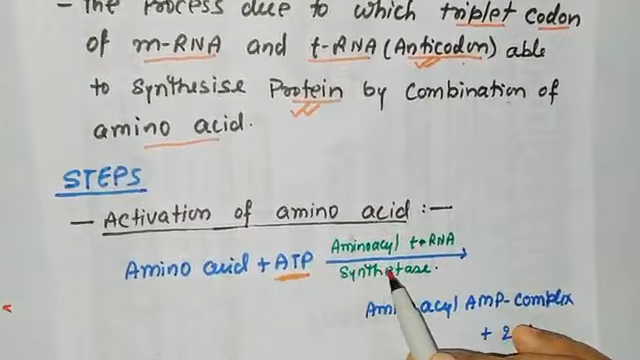 - The Process due to which triplet codon
of m-RNA and t-RNA (Anticodon) able
to synthesise Protein by combination of
amino acid.
STEPS
- Activation of amino acid :-
Aminoacyl t-RNA
Amino acid + ATP
Synthetase.
AMP-complex
+ 2